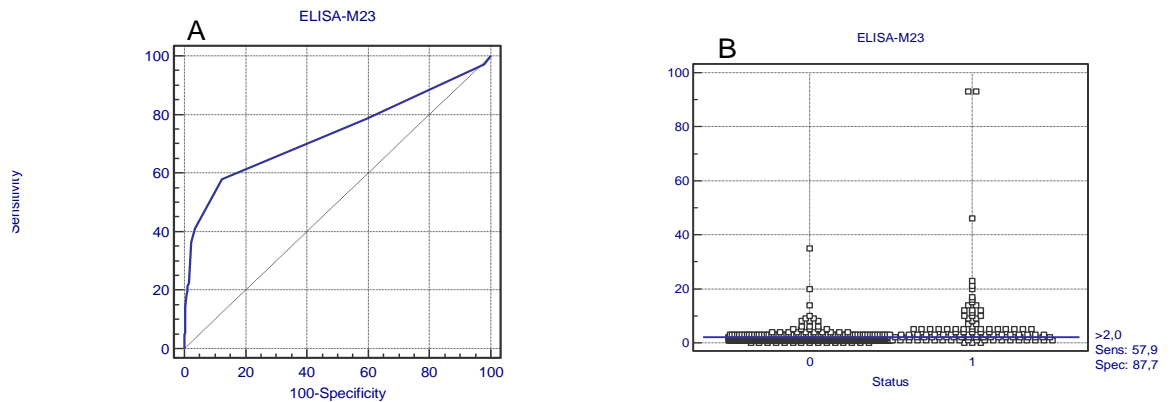 A
ELISA-M23
Sensitivity
100
80
60
40
20
0
0 20 40 60 80 100
100-Specificity
B
ELISA-M23
100
80
60
40
20
0
0 1
Status
>2,0
Sens: 57,9
Spec: 87,7